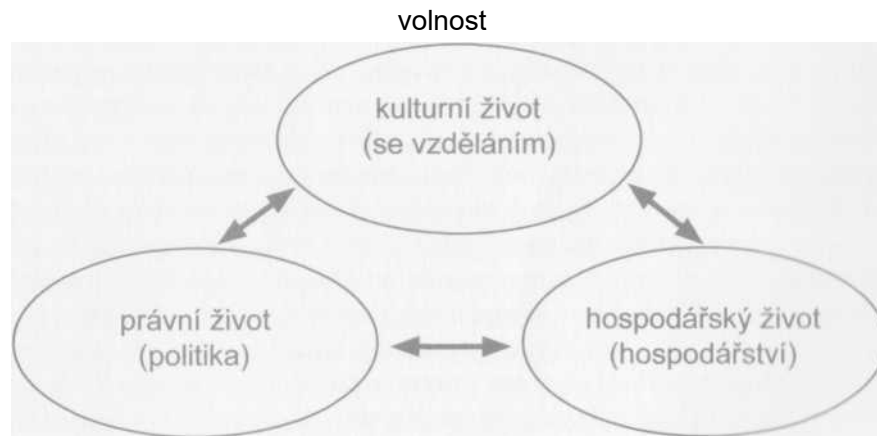 volnost
kulturní život
(se vzděláním)
právní život
(politika)
hospodářský život
(hospodářství)